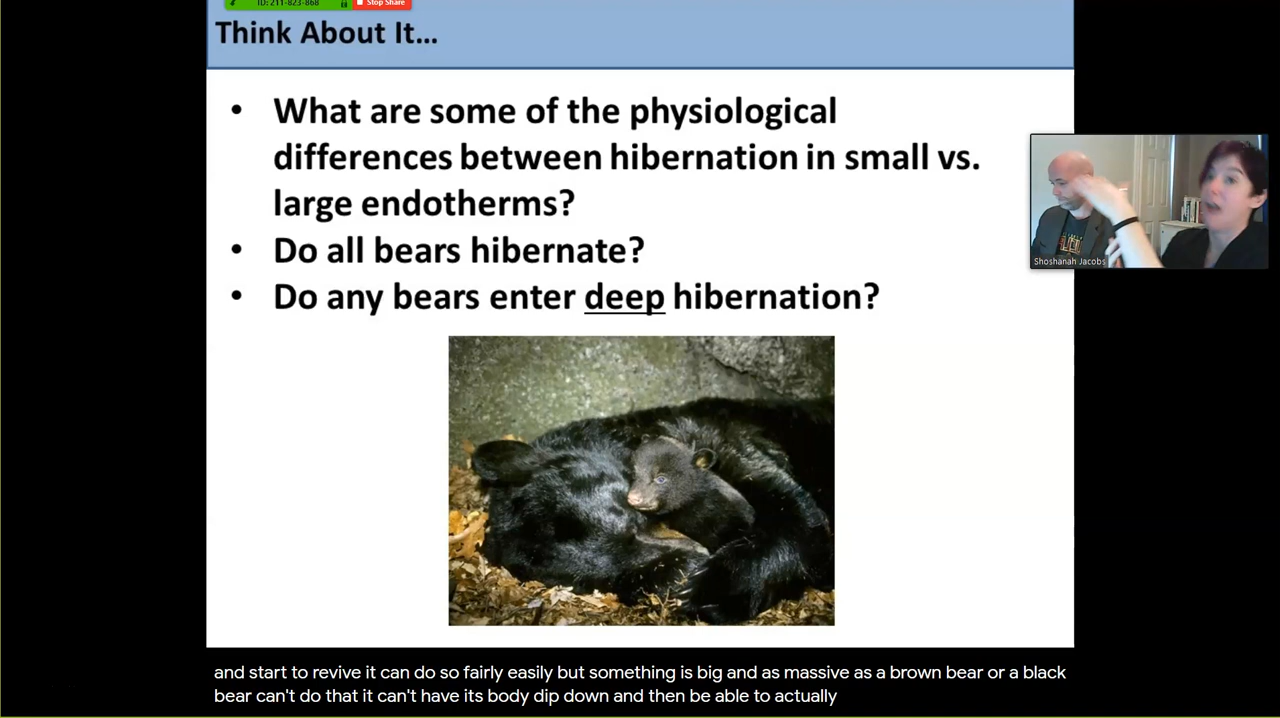 ID: 211-823-868
Stop Share
Think About It...
• What are some of the physiological
differences between hibernation in small vs.
large endotherms?
• Do all bears hibernate?
• Do any bears enter deep hibernation?
Shoshanah Jacobs
and start to revive it can do so fairly easily but something is big and as massive as a brown bear or a black
bear can't do that it can't have its body dip down and then be able to actually